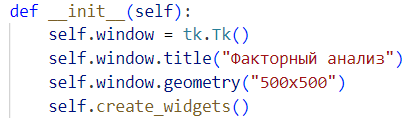 def __init__(self):
    self.window = tk.Tk()
    self.window.title("Факторный анализ")
    self.window.geometry("500x500")
    self.create_widgets()